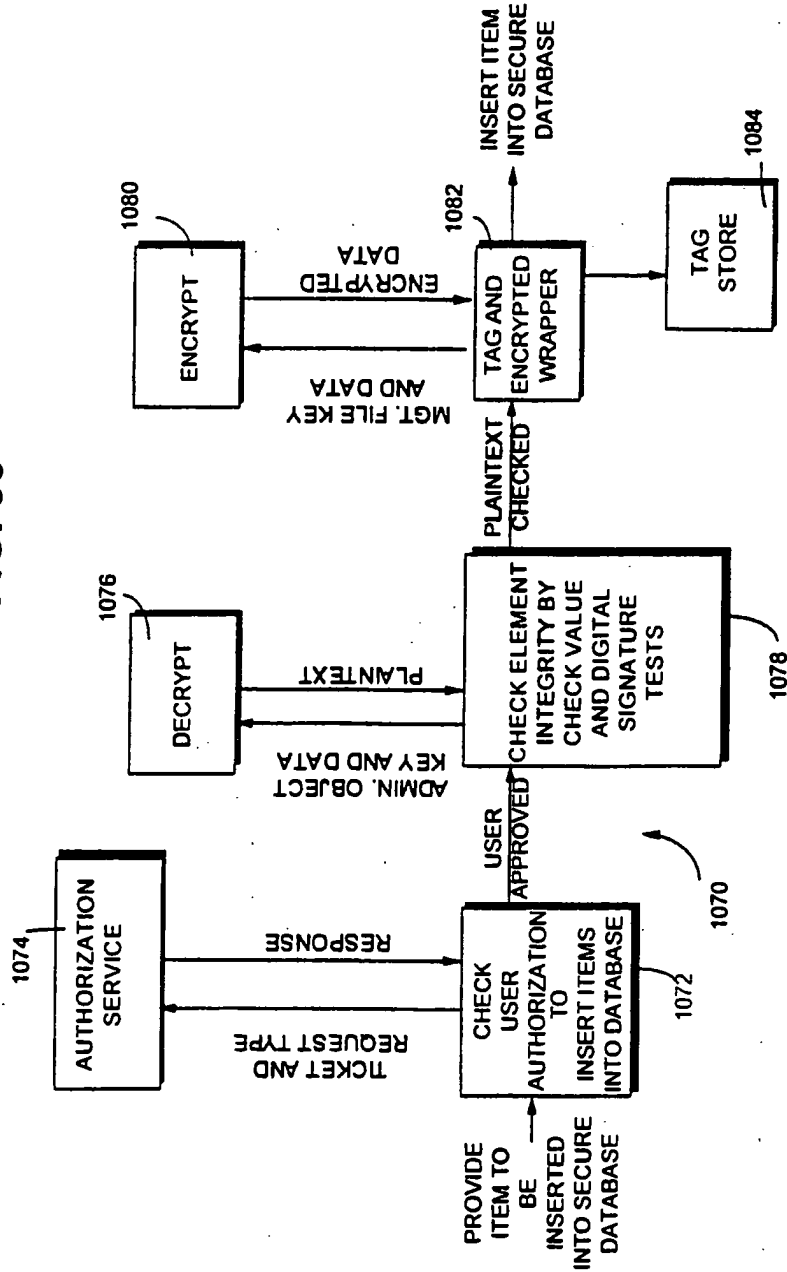 1074
AUTHORIZATION
SERVICE
TICKET AND
REQUEST TYPE
RESPONSE
PROVIDE
ITEM TO
BE
INSERTED
INTO SECURE
DATABASE
CHECK
USER
AUTHORIZATION
TO
INSERT ITEMS
INTO DATABASE
1072
1070
USER
APPROVED
1076
DECRYPT
ADMIN. OBJECT
KEY AND DATA
PLAINTEXT
CHECK ELEMENT
INTEGRITY BY
CHECK VALUE
AND DIGITAL
SIGNATURE
TESTS
1078
PLAINTEXT
CHECKED
1080
ENCRYPT
MGT. FILE KEY
AND DATA
ENCRYPTED
DATA
1082
TAG AND
ENCRYPTED
WRAPPER
INSERT ITEM
INTO SECURE
DATABASE
TAG
STORE
1084